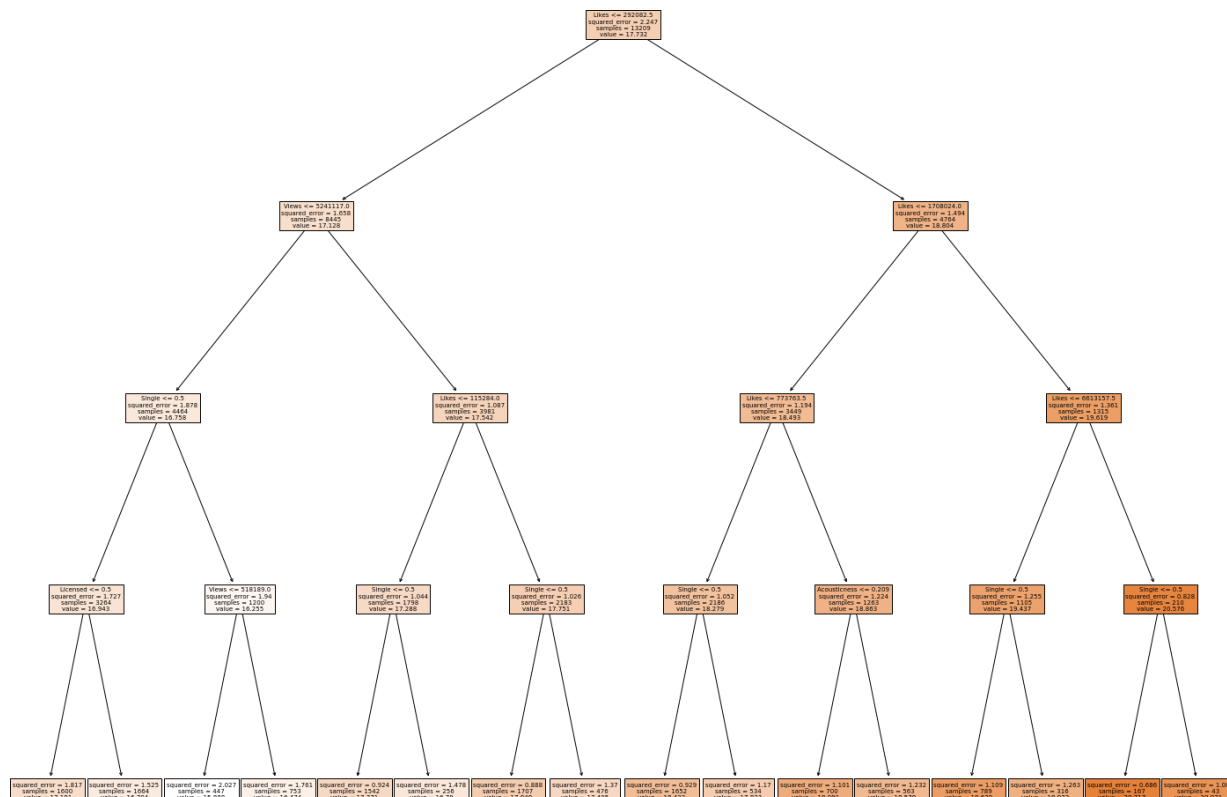 Likes <= 292082.5
squared_error = 2.247
samples = 13209
value = 17.732
Views <= 5241117.0
squared_error = 1.658
samples = 8445
value = 17.128
Likes <= 1708024.0
squared_error = 1.494
samples = 4764
value = 18.804
Single <= 0.5
squared_error = 1.878
samples = 4464
value = 16.758
Likes <= 115284.0
squared_error = 1.087
samples = 3981
value = 17.542
Likes <= 773763.5
squared_error = 1.194
samples = 3449
value = 18.493
Likes <= 6613157.5
squared_error = 1.361
samples = 1315
value = 19.619
Licensed <= 0.5
squared_error = 1.727
samples = 3264
value = 16.943
Views <= 518189.0
squared_error = 1.94
samples = 1200
value = 16.255
Single <= 0.5
squared_error = 1.044
samples = 1798
value = 17.288
Single <= 0.5
squared_error = 1.026
samples = 2183
value = 17.751
Single <= 0.5
squared_error = 1.052
samples = 2186
value = 18.279
Acousticness <= 0.209
squared_error = 1.224
samples = 1263
value = 18.863
Single <= 0.5
squared_error = 1.255
samples = 1105
value = 19.437
Single <= 0.5
squared_error = 0.828
samples = 210
value = 20.576
squared_error = 1.817
samples = 1600
squared_error = 1.525
samples = 1664
squared_error = 2.027
samples = 447
squared_error = 1.761
samples = 753
squared_error = 0.924
samples = 1542
squared_error = 1.478
samples = 256
squared_error = 0.888
samples = 1707
squared_error = 1.37
samples = 476
squared_error = 0.929
samples = 1652
squared_error = 1.17
samples = 534
squared_error = 1.101
samples = 700
squared_error = 1.232
samples = 563
squared_error = 1.109
samples = 789
squared_error = 1.263
samples = 316
squared_error = 0.686
samples = 167
squared_error =
samples = 43